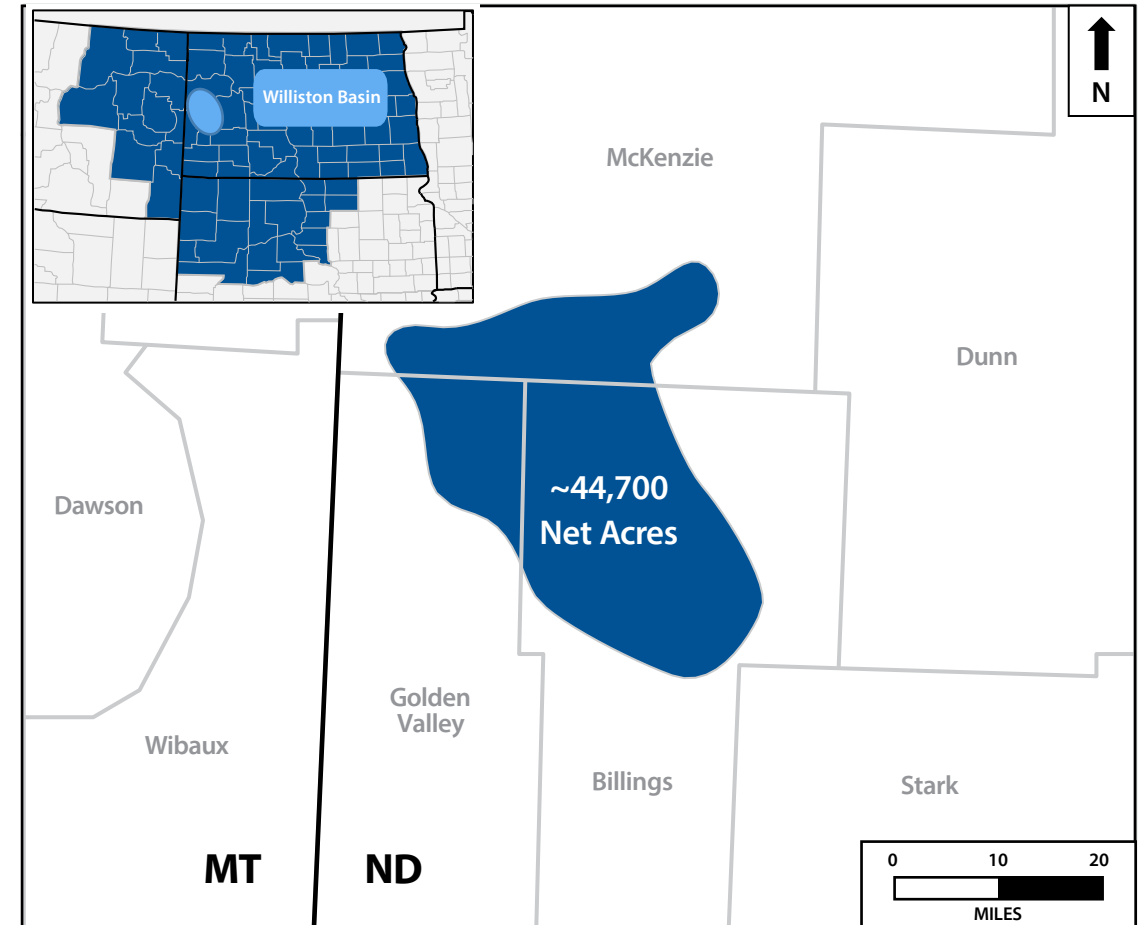 Williston Basin
N
McKenzie
Dunn
~44,700
Net Acres
Dawson
Golden
Valley
Wibaux
Billings
Stark
MT
ND
0 10 20
MILES